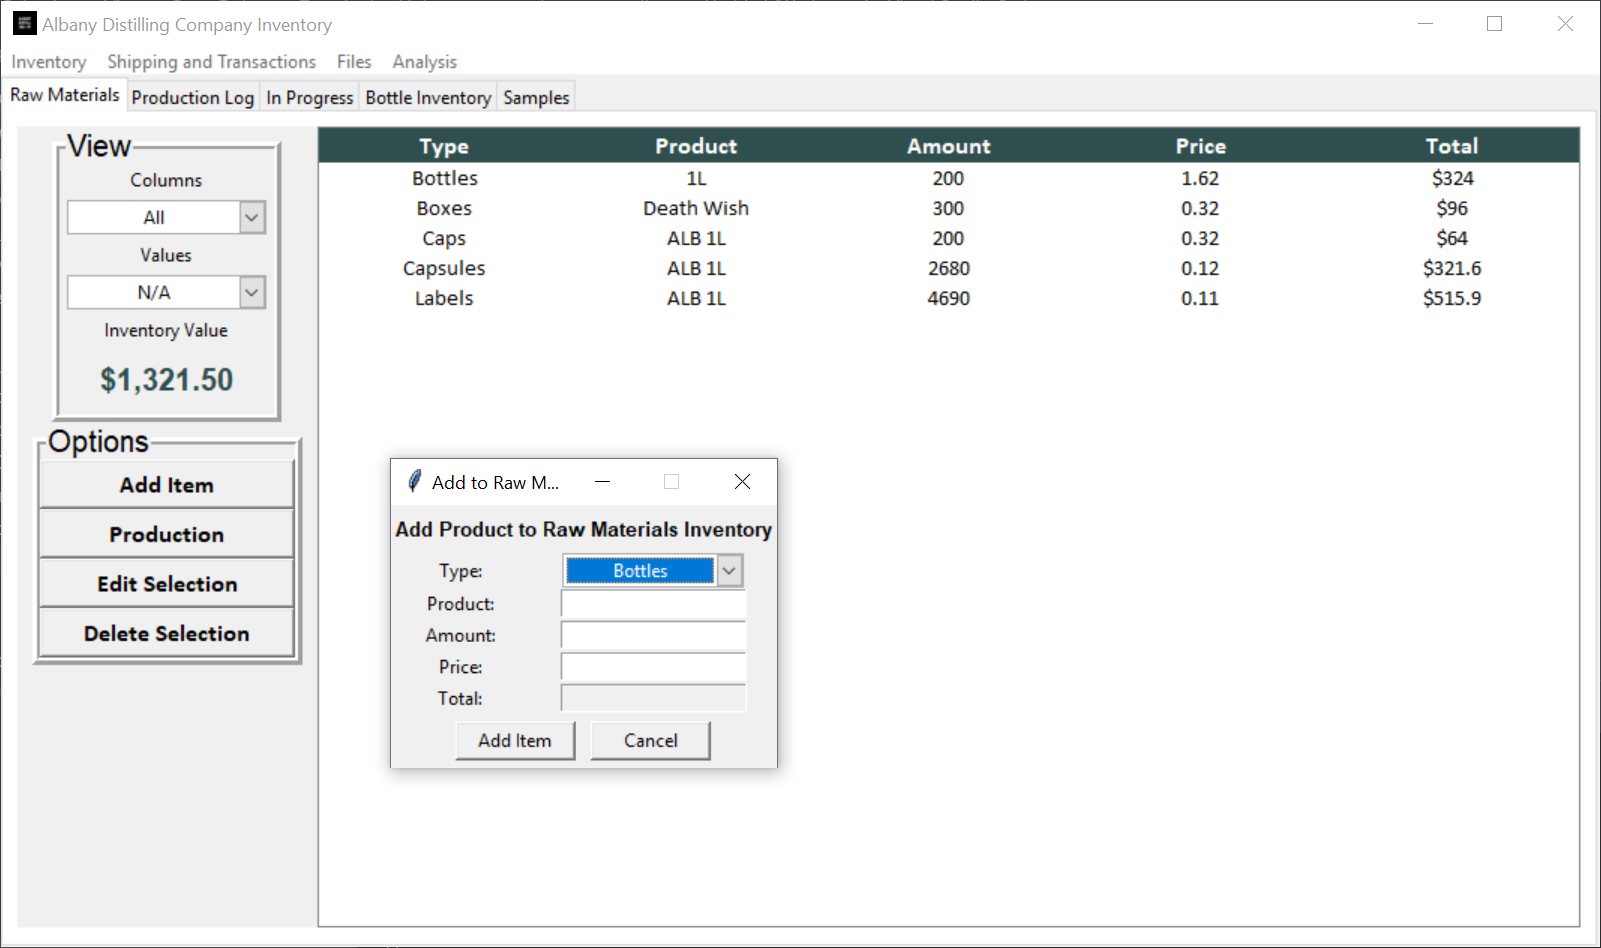 Albany Distilling Company Inventory
Inventory Shipping and Transactions Files Analysis
Raw Materials Production Log In Progress Bottle Inventory Samples
View
Columns
All
Values
N/A
Inventory Value
$1,321.50
Options
Add Item
Production
Edit Selection
Delete Selection
Type Product Amount Price Total
Bottles 1L 200 1.62 $324
Boxes Death Wish 300 0.32 $96
Caps ALB 1L 200 0.32 $64
Capsules ALB 1L 2680 0.12 $321.6
Labels ALB 1L 4690 0.11 $515.9
Add to Raw M...
Add Product to Raw Materials Inventory
Type: Bottles
Product:
Amount:
Price:
Total:
Add Item Cancel